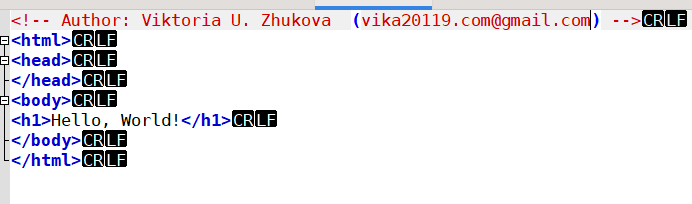 <!-- Author: Viktoria U. Zhukova  (vika20119.com@gmail.com) -->CRLF
<html>CRLF
<head>CRLF
</head>CRLF
<body>CRLF
<h1>Hello, World!</h1>CRLF
</body>CRLF
</html>CRLF